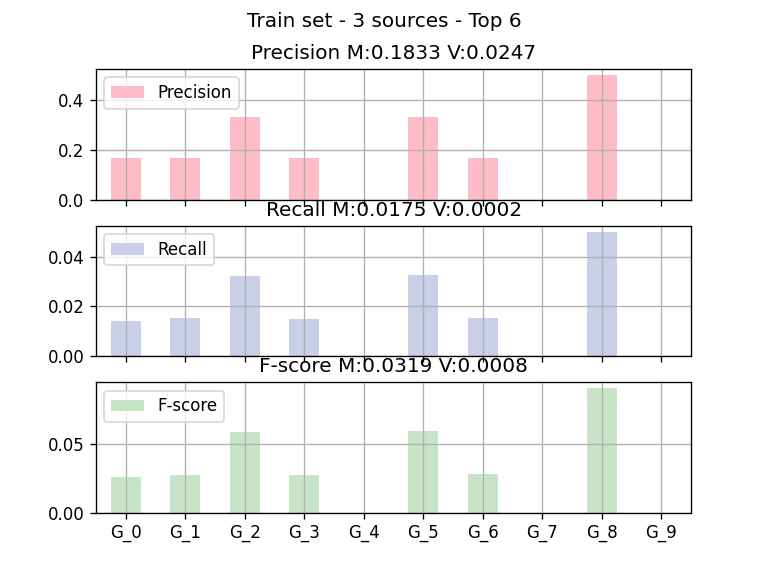 Train set - 3 sources - Top 6
Precision M:0.1833 V:0.0247
Precision
0.4
0.2
0.0
Recall M:0.0175 V:0.0002
Recall
0.04
0.02
0.00
F-score M:0.0319 V:0.0008
F-score
0.05
0.00
G_0 G_1 G_2 G_3 G_4 G_5 G_6 G_7 G_8 G_9